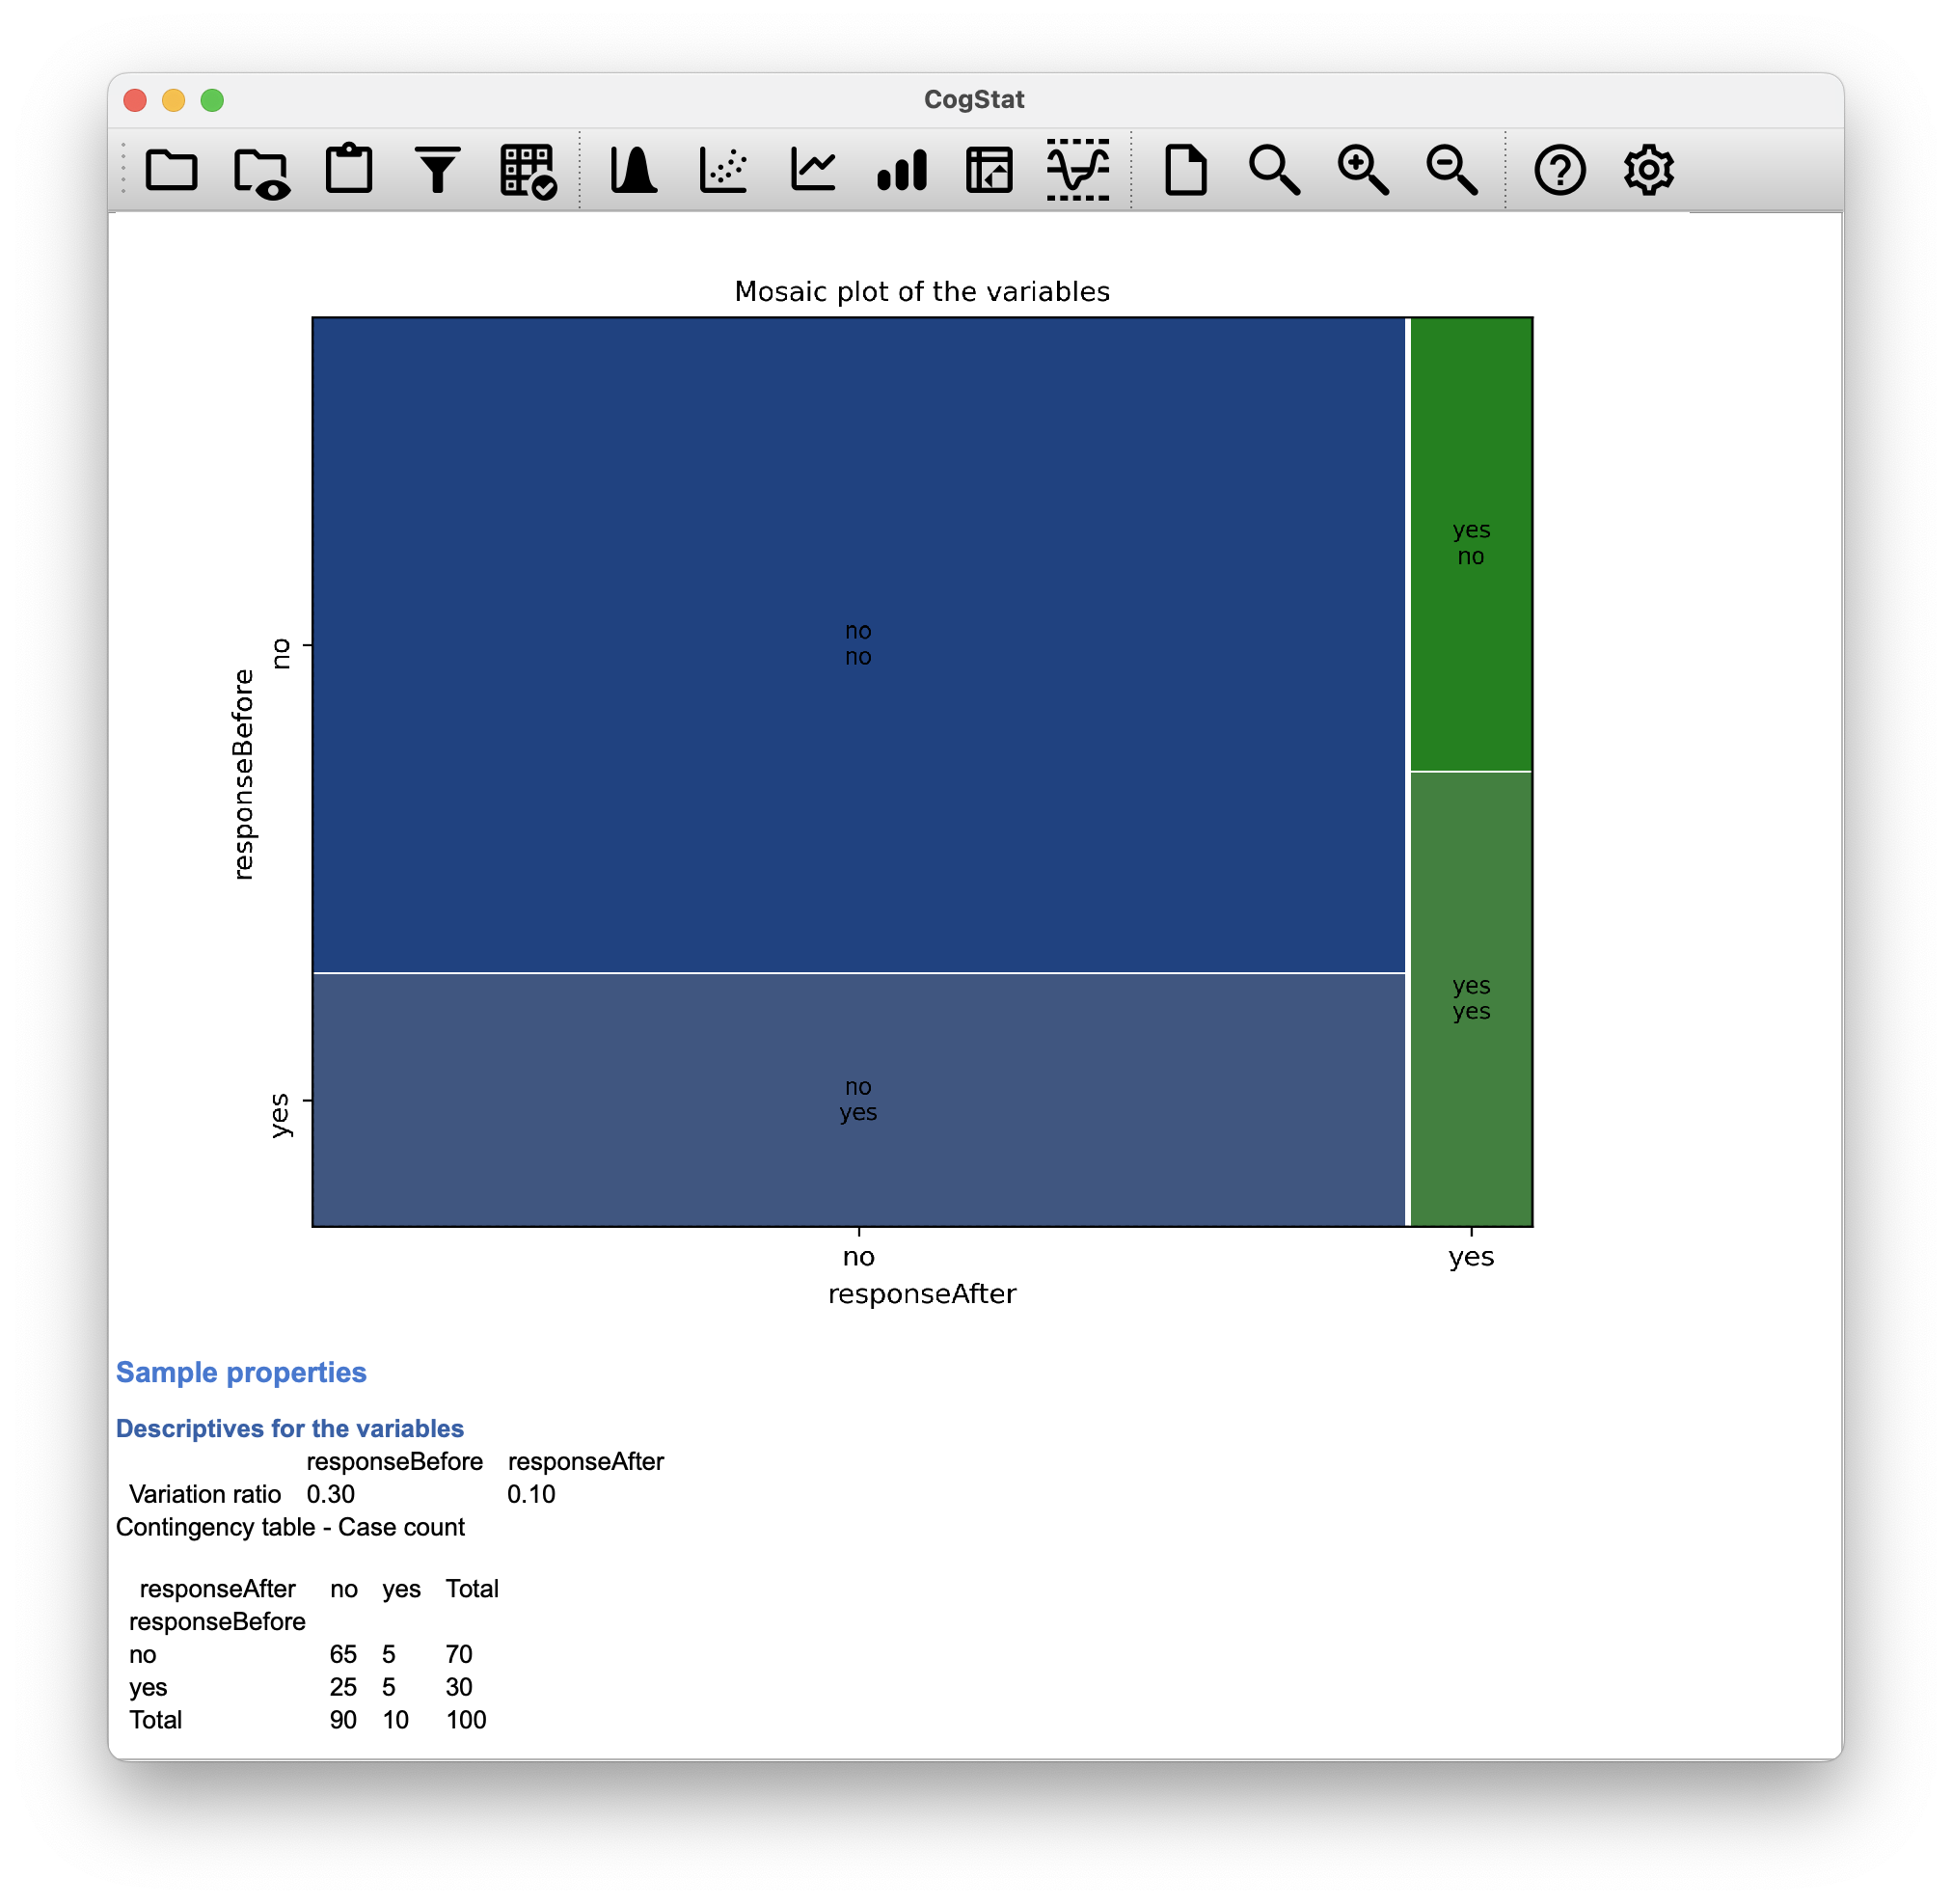 CogStat
Mosaic plot of the variables
yes
no
no
no
no
responseBefore
yes
yes
no
yes
yes
no
yes
responseAfter
Sample properties
Descriptives for the variables
responseBefore responseAfter
Variation ratio 0.30 0.10
Contingency table - Case count
responseAfter no yes Total
responseBefore
no 65 5 70
yes 25 5 30
Total 90 10 100